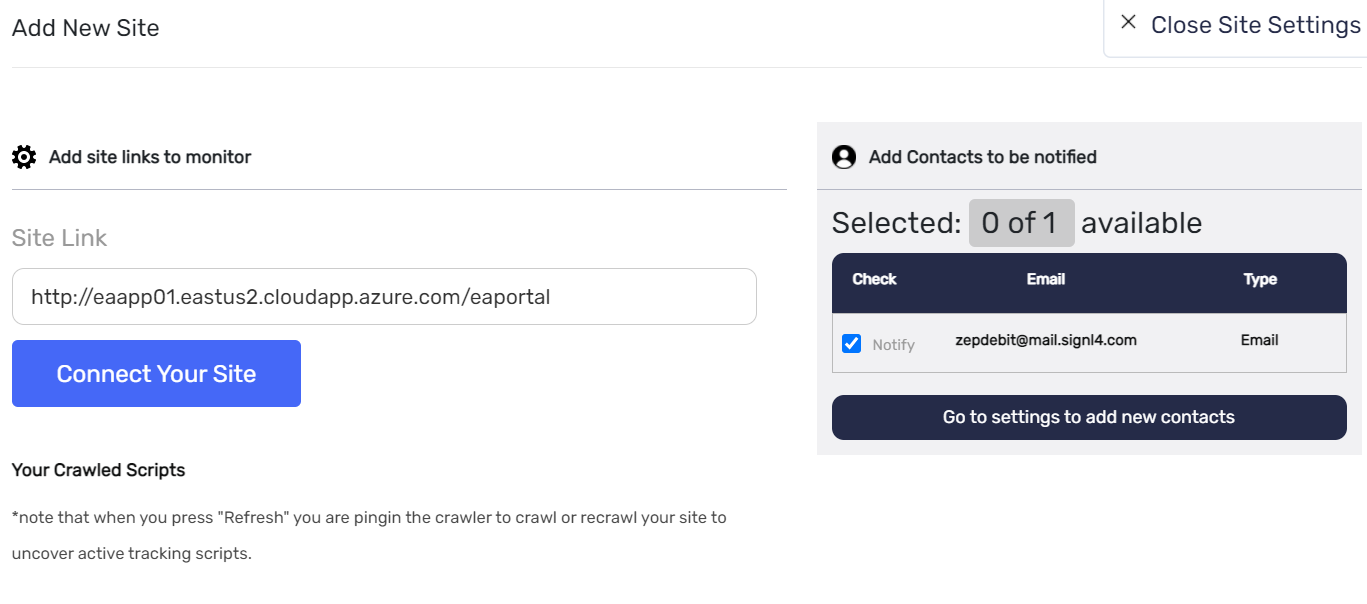 Add New Site
Close Site Settings
Add site links to monitor
Site Link
http://eaapp01.eastus2.cloudapp.azure.com/eaportal
Connect Your Site
Your Crawled Scripts
*note that when you press "Refresh" you are pingin the crawler to crawl or recrawl your site to
uncover active tracking scripts.
Add Contacts to be notified
Selected: 0 of 1 available
Check Email Type
Notify zepdebit@mail.signl4.com Email
Go to settings to add new contacts